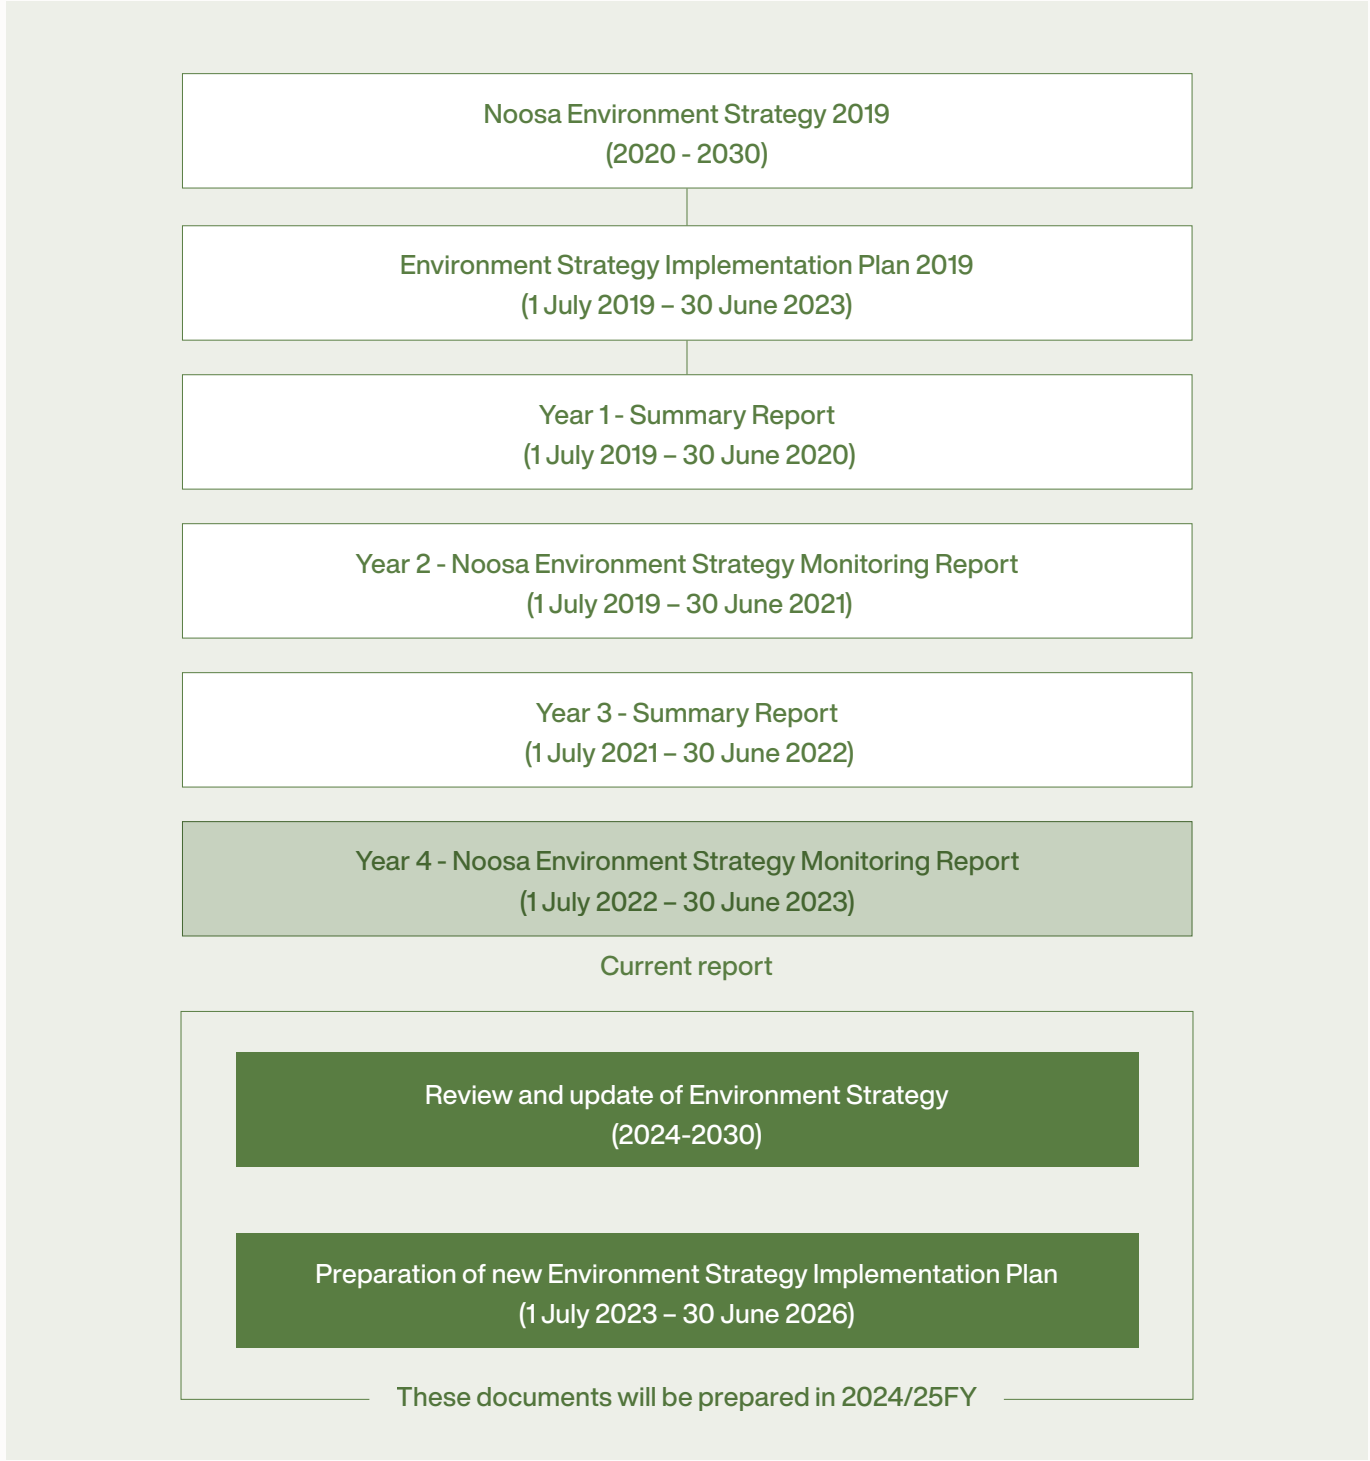 Noosa Environment Strategy 2019
(2020 - 2030)
Environment Strategy Implementation Plan 2019
(1 July 2019 – 30 June 2023)
Year 1 - Summary Report
(1 July 2019 – 30 June 2020)
Year 2 - Noosa Environment Strategy Monitoring Report
(1 July 2019 – 30 June 2021)
Year 3 - Summary Report
(1 July 2021 – 30 June 2022)
Year 4 - Noosa Environment Strategy Monitoring Report
(1 July 2022 – 30 June 2023)
Current report
Review and update of Environment Strategy
(2024-2030)
Preparation of new Environment Strategy Implementation Plan
(1 July 2023 – 30 June 2026)
These documents will be prepared in 2024/25FY